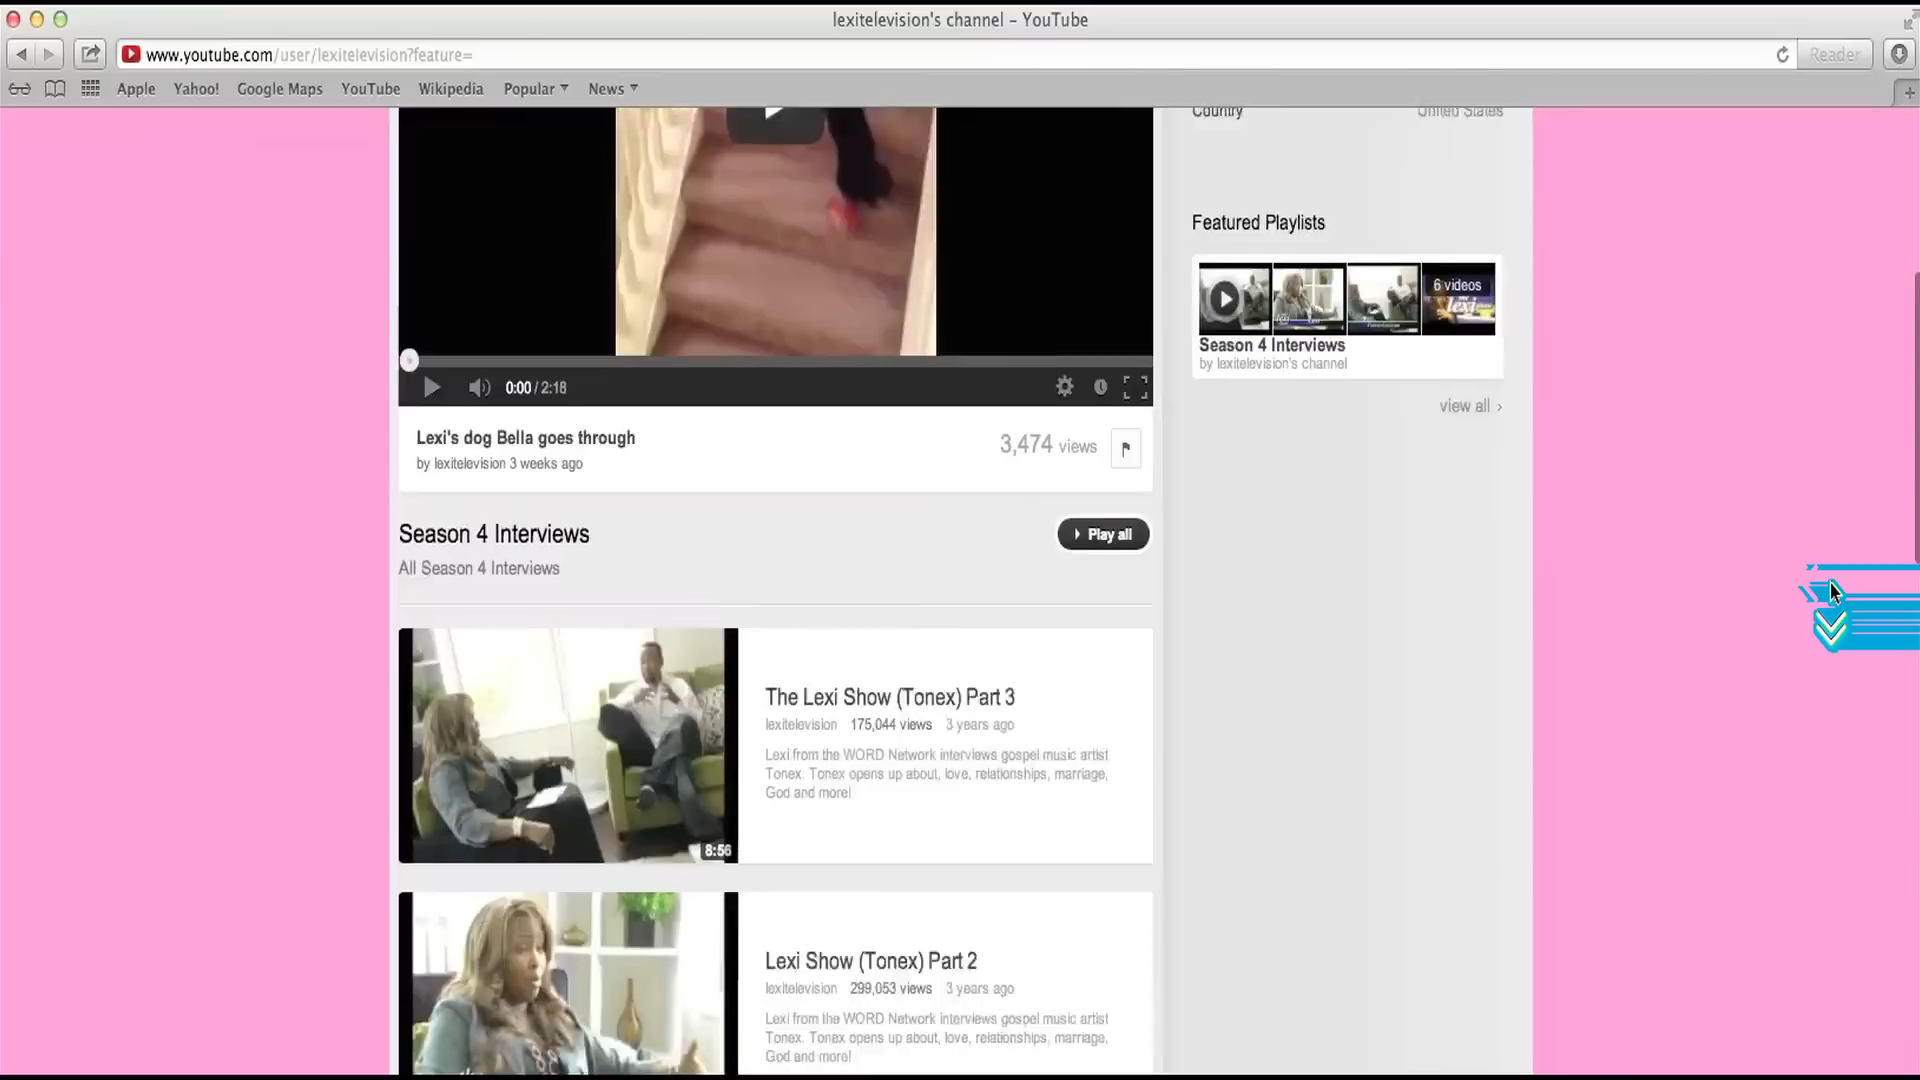 lexitelevision's channel – YouTube
www.youtube.com/user/lexitelevision?feature=
Reader
Apple
Yahoo!
Google Maps
YouTube
Wikipedia
Popular
News
Country
United States
Featured Playlists
6 videos
Season 4 Interviews
by lexitelevision's channel
view all ›
0:00 / 2:18
Lexi's dog Bella goes through
by lexitelevision 3 weeks ago
3,474 views
Season 4 Interviews
Play all
All Season 4 Interviews
8:56
The Lexi Show (Tonex) Part 3
lexitelevision 175,044 views 3 years ago
Lexi from the WORD Network interviews gospel music artist
Tonex. Tonex opens up about, love, relationships, marriage,
God and more!
Lexi Show (Tonex) Part 2
lexitelevision 299,053 views 3 years ago
Lexi from the WORD Network interviews gospel music artist
Tonex. Tonex opens up about, love, relationships, marriage,
God and more!